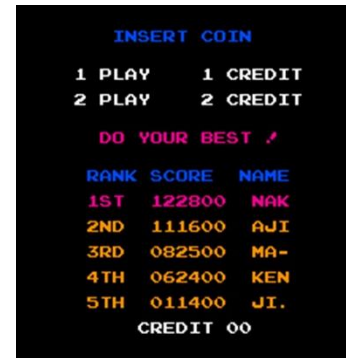 INSERT COIN
1 PLAY 1 CREDIT
2 PLAY 2 CREDIT
DO YOUR BEST !
RANK SCORE NAME
1ST 122800 NAK
2ND 111600 AJI
3RD 082500 MA-
4TH 062400 KEN
5TH 011400 JI.
CREDIT 00